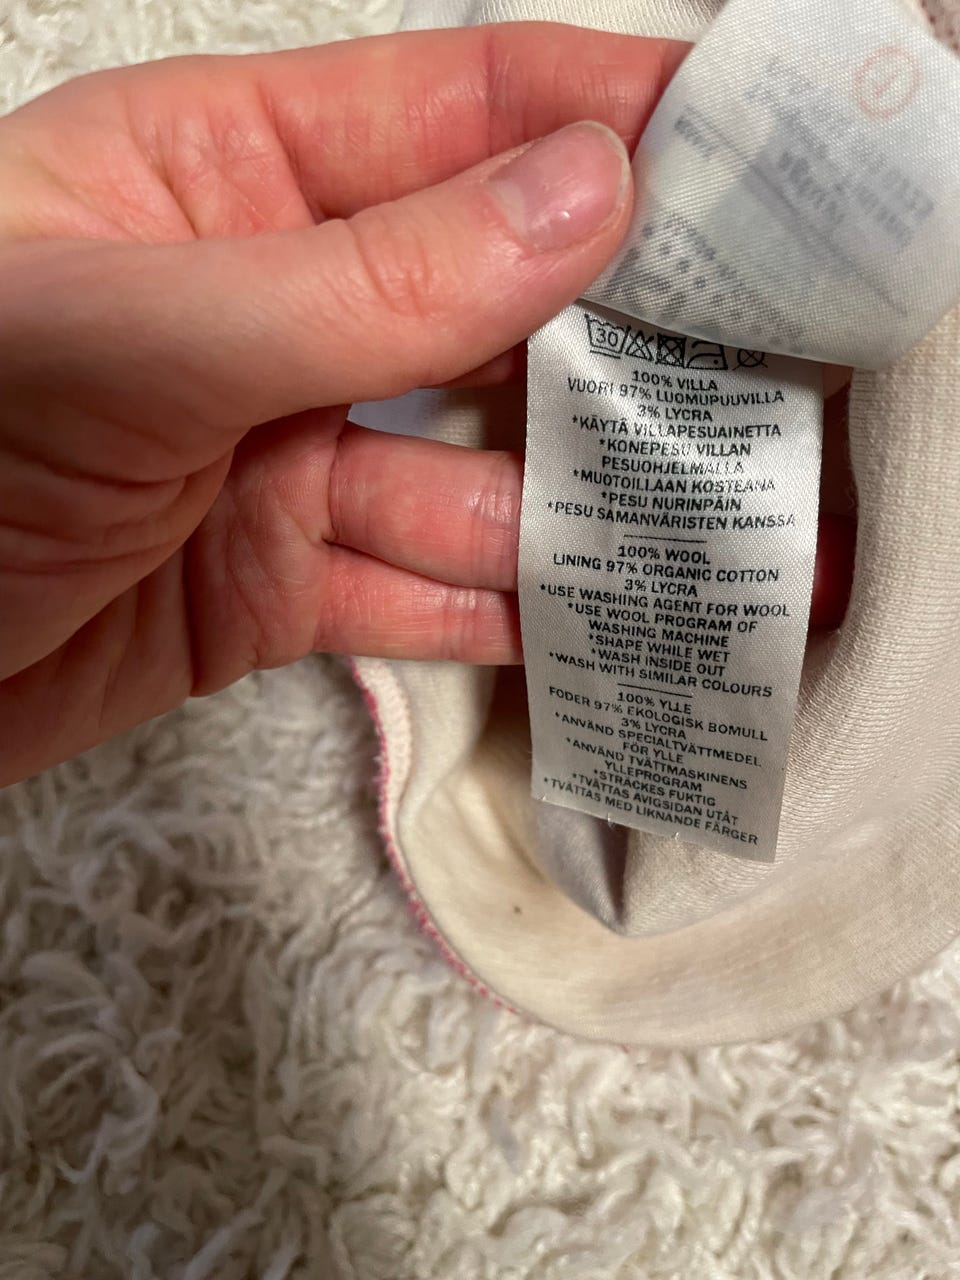 30
100% VILLA
VUORI 97% LUOMUPUUVILLA
3% LYCRA
*KÄYTÄ VILLAPESUAINETTA
*KONEPESU VILLAN
PESUOHJELMALLA
*MUOTOILLAAN KOSTEANA
*PESU NURINPÄIN
*PESU SAMANVÄRISTEN KANSSA
100% WOOL
LINING 97% ORGANIC COTTON
3% LYCRA
*USE WASHING AGENT FOR WOOL
*USE WOOL PROGRAM OF
WASHING MACHINE
*SHAPE WHILE WET
*WASH INSIDE OUT
*WASH WITH SIMILAR COLOURS
100% YLLE
FODER 97% EKOLOGISK BOMULL
3% LYCRA
*ANVÄND SPECIALTVÄTTMEDEL
FÖR YLLE
*ANVÄND TVÄTTMASKINENS
YLLEPROGRAM
*STRÄCKES FUKTIG
*TVÄTTAS AVIGSIDAN UTÅT
*TVÄTTAS MED LIKNANDE FÄRGER